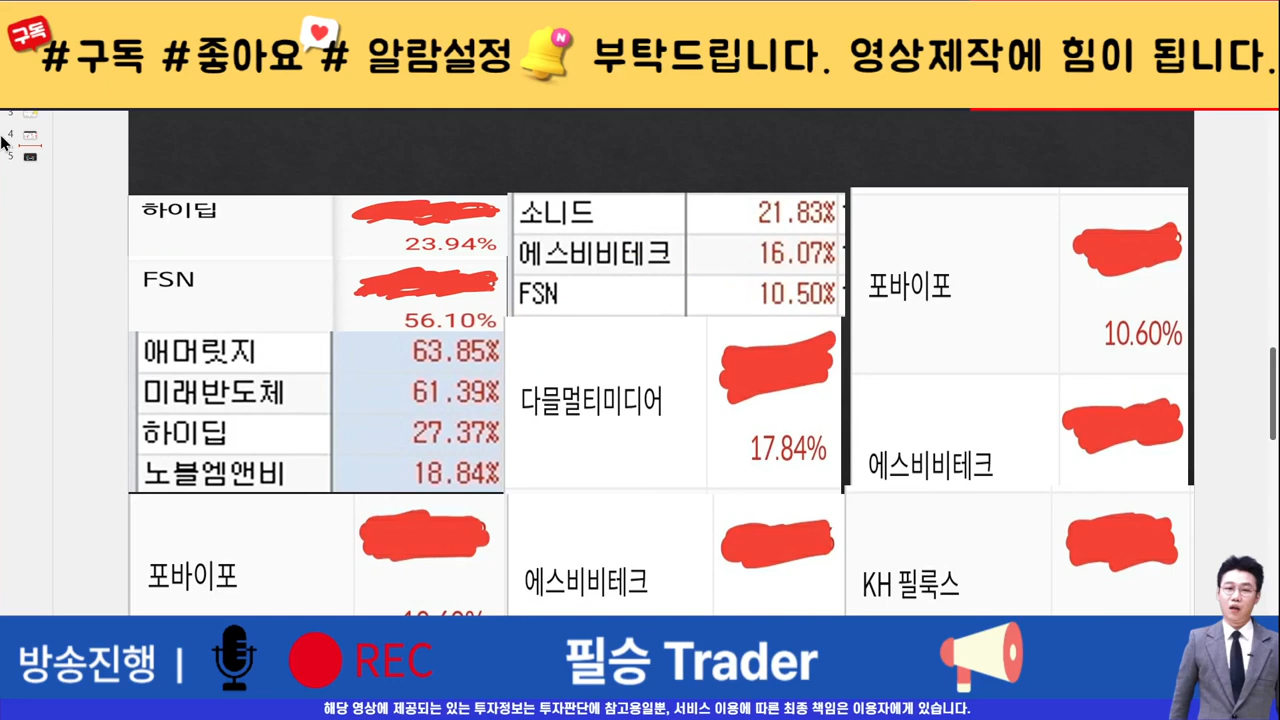 구독
#구독 #좋아요 # 알람설정 N 부탁드립니다. 영상제작에 힘이 됩니다.
4
5
하이딥
23.94%
FSN
56.10%
애머릿지 63.85%
미래반도체 61.39%
하이딥 27.37%
노블엠앤비 18.84%
소니드 21.83%
에스비비테크 16.07%
FSN 10.50%
다믈멀티미디어
17.84%
포바이포
10.60%
에스비비테크
포바이포
에스비비테크
KH 필룩스
방송진행 | REC 필승 Trader
해당 영상에 제공되는 있는 투자정보는 투자판단에 참고용일뿐, 서비스 이용에 따른 최종 책임은 이용자에게 있습니다.